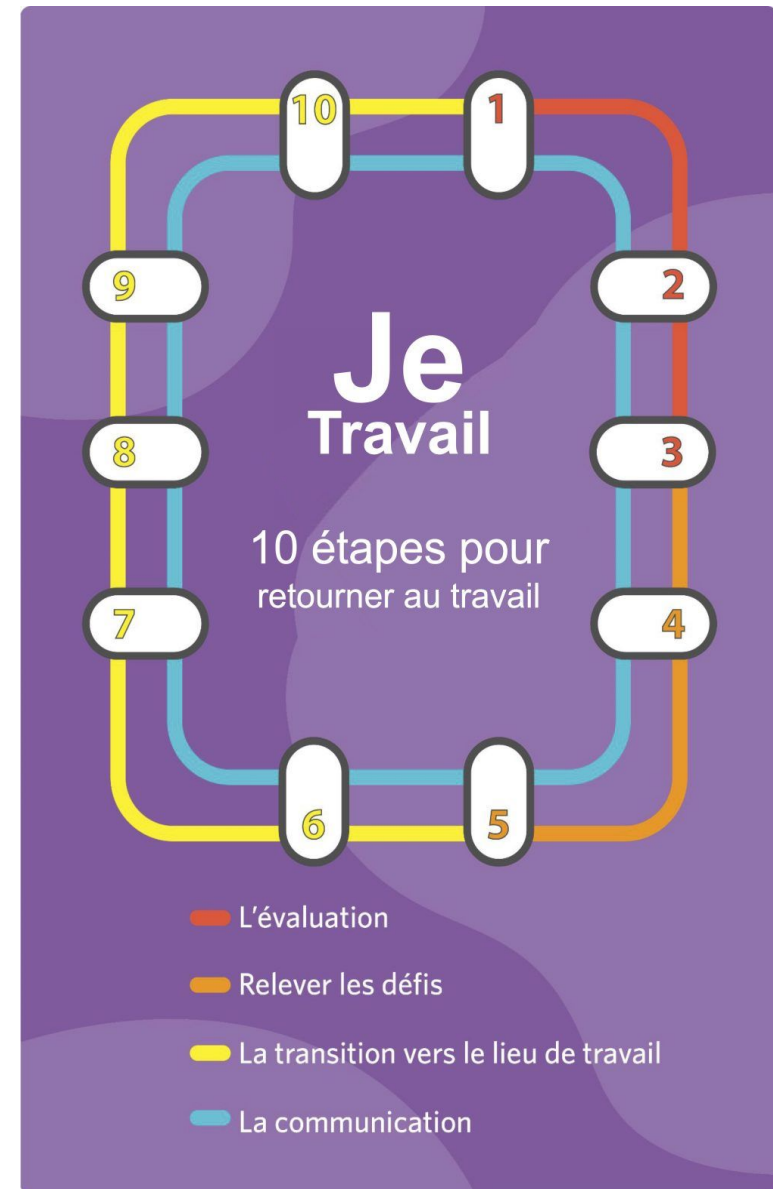 10
1
9
2
8
3
7
4
6
5
Je
Travail
10 étapes pour
retourner au travail
L'évaluation
Relever les défis
La transition vers le lieu de travail
La communication